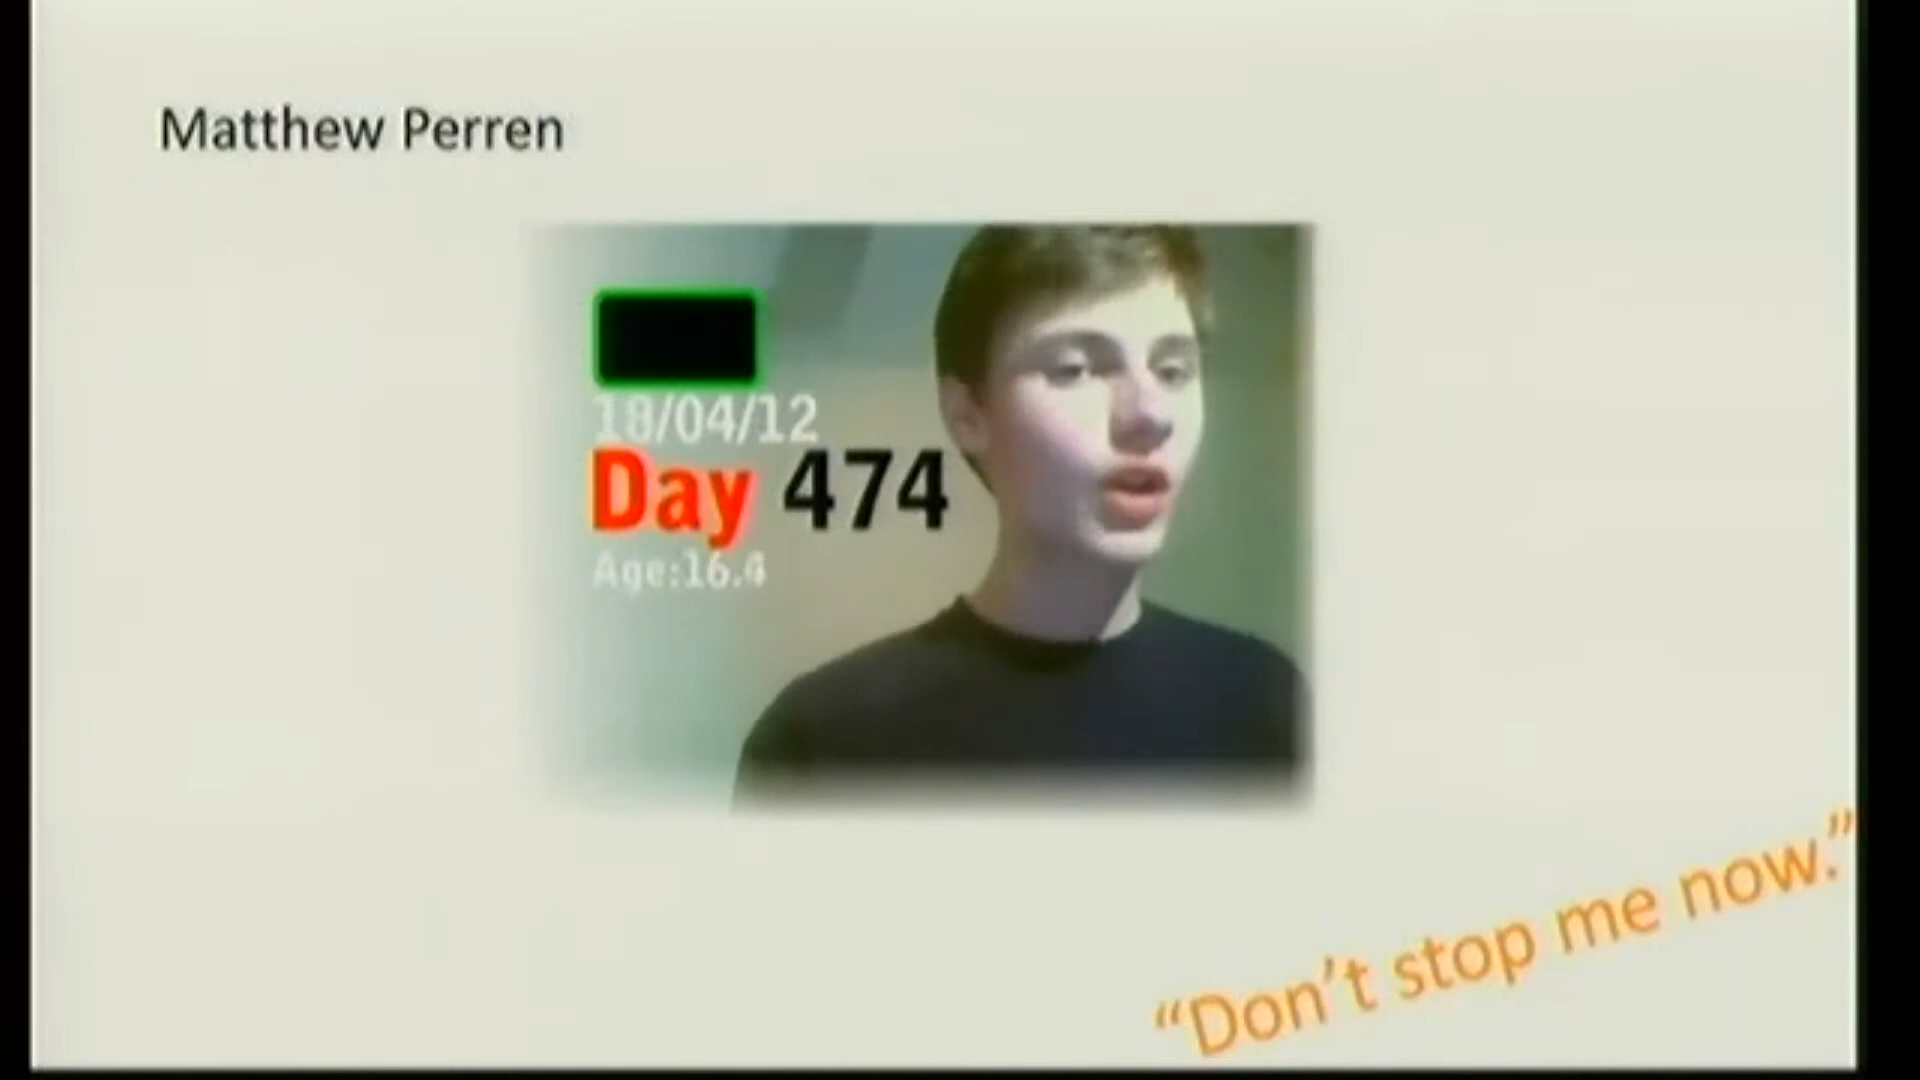 Matthew Perren
18/04/12
Day 474
Age:16.4
“Don’t stop me now.”